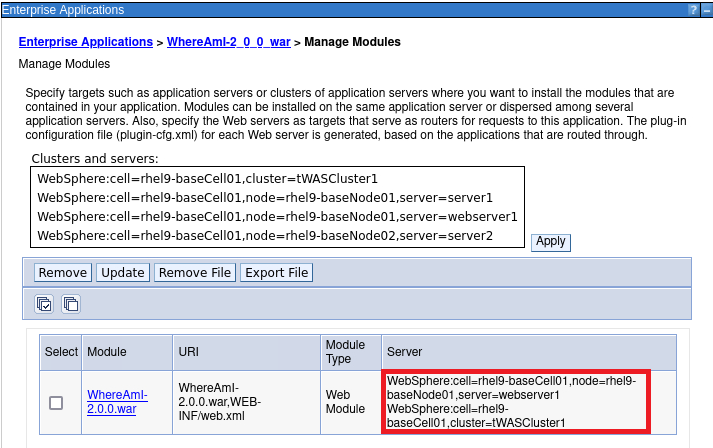 Enterprise Applications
? –
Enterprise Applications > WhereAmI-2_0_0_war > Manage Modules
Manage Modules
Specify targets such as application servers or clusters of application servers where you want to install the modules that are
contained in your application. Modules can be installed on the same application server or dispersed among several
application servers. Also, specify the Web servers as targets that serve as routers for requests to this application. The plug-in
configuration file (plugin-cfg.xml) for each Web server is generated, based on the applications that are routed through.
Clusters and servers:
WebSphere:cell=rhel9-baseCell01,cluster=tWASCluster1
WebSphere:cell=rhel9-baseCell01,node=rhel9-baseNode01,server=server1
WebSphere:cell=rhel9-baseCell01,node=rhel9-baseNode01,server=webserver1
WebSphere:cell=rhel9-baseCell01,node=rhel9-baseNode02,server=server2
Apply
Remove Update Remove File Export File
Select Module URI Module Type Server
WhereAmI-
2.0.0.war
WhereAmI-
2.0.0.war,WEB-
INF/web.xml
Web
Module
WebSphere:cell=rhel9-baseCell01,node=rhel9-
baseNode01,server=webserver1
WebSphere:cell=rhel9-
baseCell01,cluster=tWASCluster1